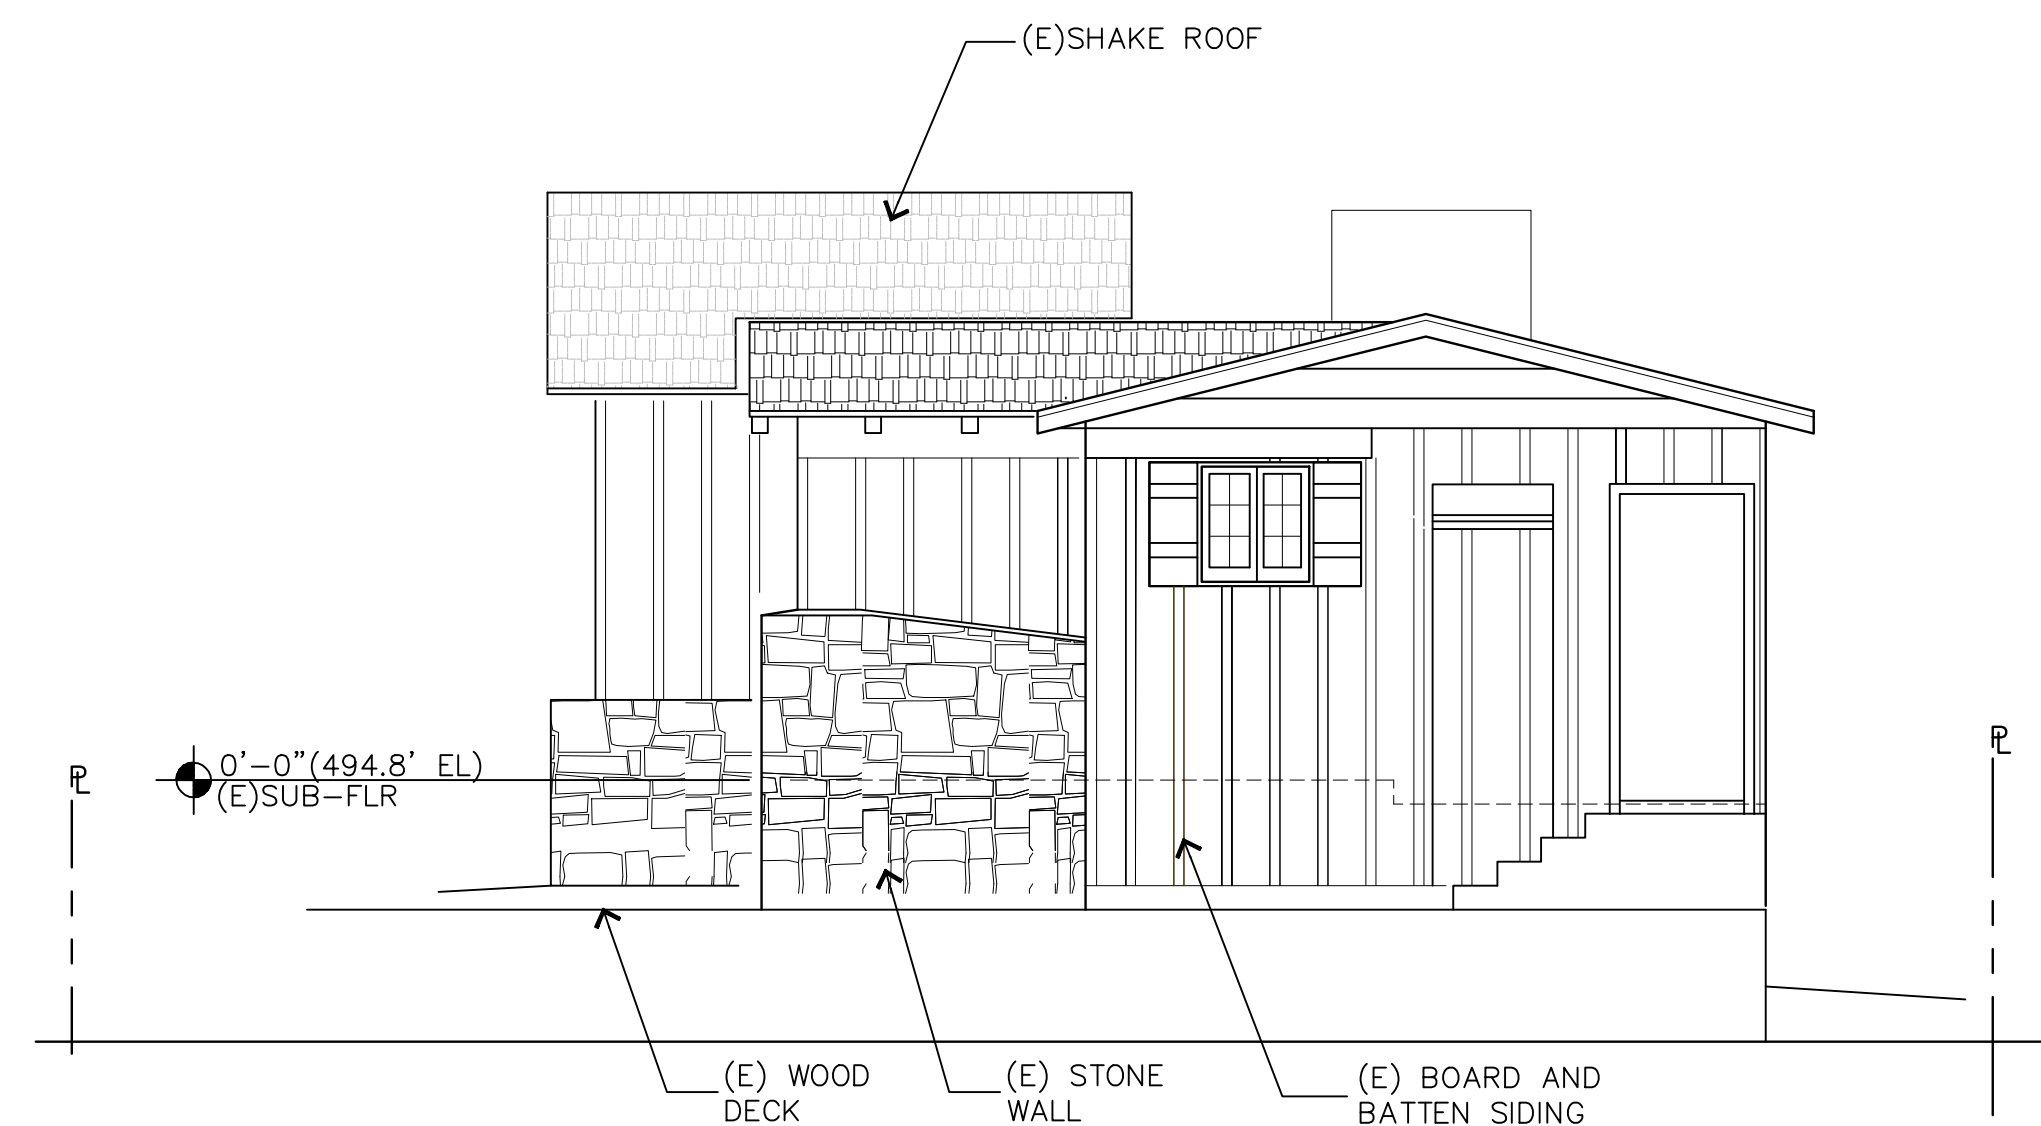 (E)SHAKE ROOF
PL
0'-0"(494.8' EL)
(E)SUB-FLR
PL
(E) WOOD
DECK
(E) STONE
WALL
(E) BOARD AND
BATTEN SIDING